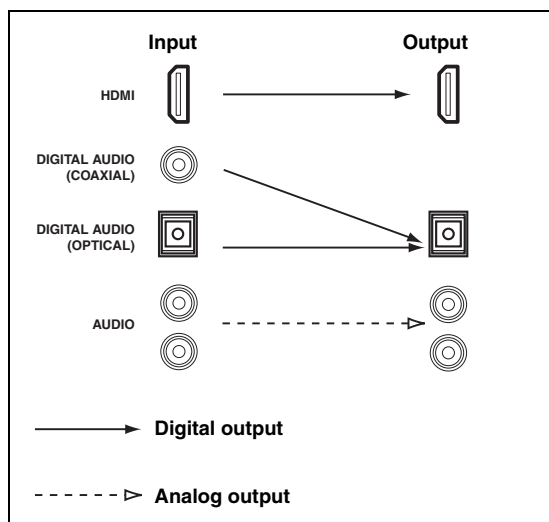 Input
Output
HDMI
DIGITAL AUDIO
(COAXIAL)
DIGITAL AUDIO
(OPTICAL)
AUDIO
Digital output
Analog output